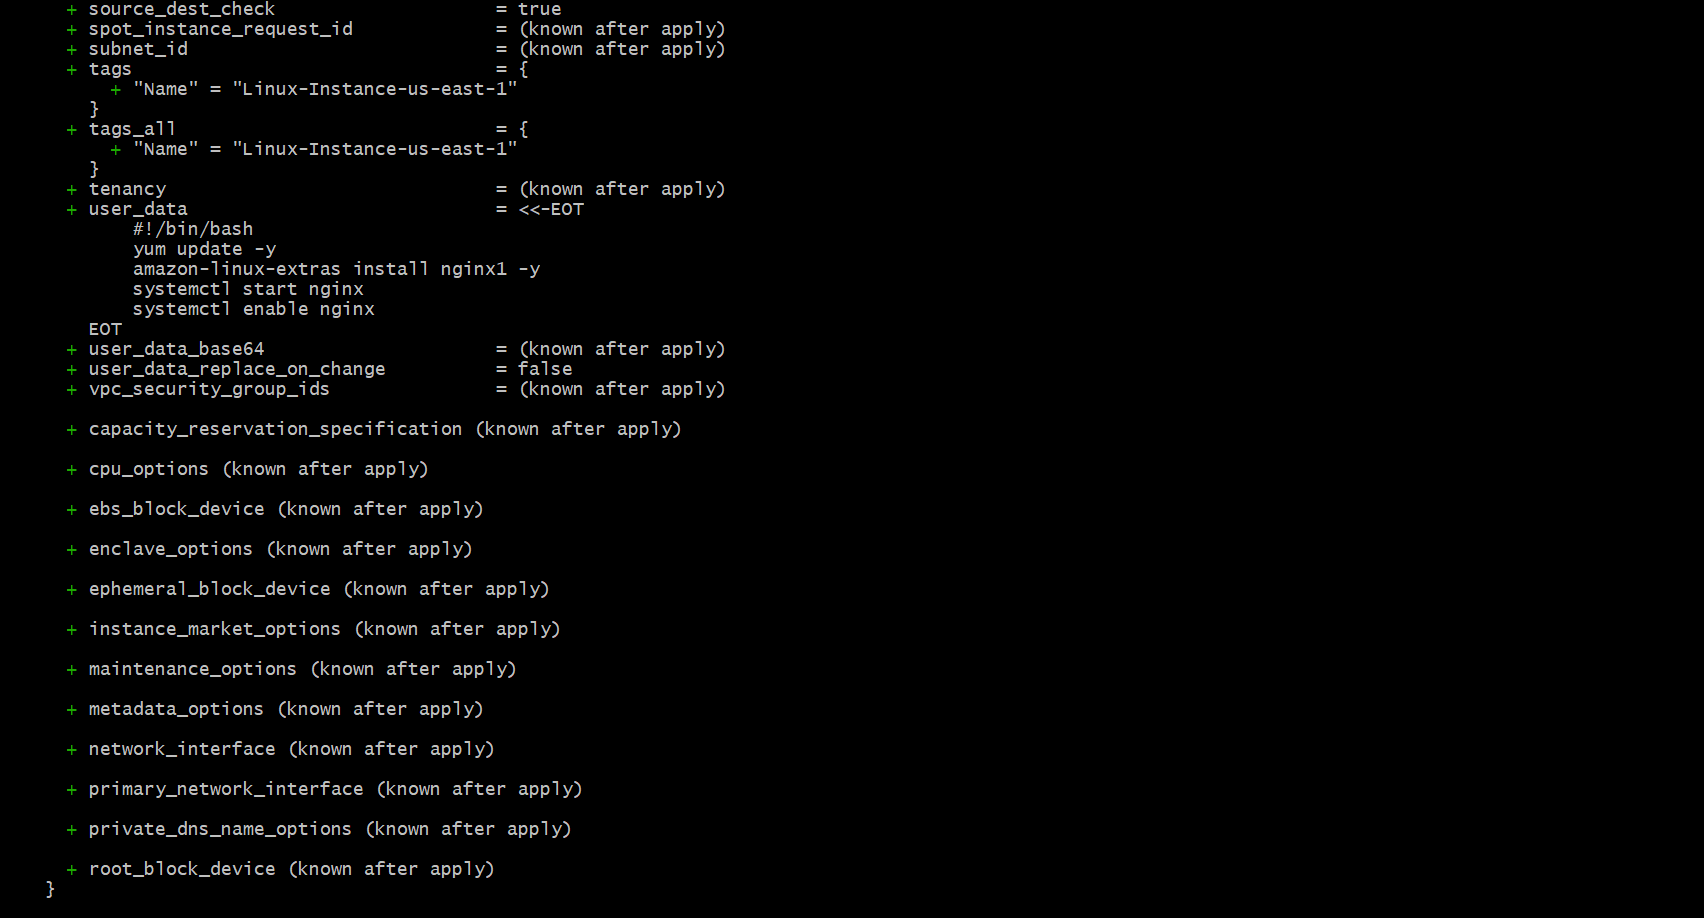 + source_dest_check                    = true
+ spot_instance_request_id             = (known after apply)
+ subnet_id                            = (known after apply)
+ tags                                 = {
    + "Name" = "Linux-Instance-us-east-1"
  }
+ tags_all                             = {
    + "Name" = "Linux-Instance-us-east-1"
  }
+ tenancy                              = (known after apply)
+ user_data                            = <<-EOT
      #!/bin/bash
      yum update -y
      amazon-linux-extras install nginx1 -y
      systemctl start nginx
      systemctl enable nginx
  EOT
+ user_data_base64                     = (known after apply)
+ user_data_replace_on_change          = false
+ vpc_security_group_ids               = (known after apply)
+ capacity_reservation_specification (known after apply)
+ cpu_options (known after apply)
+ ebs_block_device (known after apply)
+ enclave_options (known after apply)
+ ephemeral_block_device (known after apply)
+ instance_market_options (known after apply)
+ maintenance_options (known after apply)
+ metadata_options (known after apply)
+ network_interface (known after apply)
+ primary_network_interface (known after apply)
+ private_dns_name_options (known after apply)
+ root_block_device (known after apply)
}